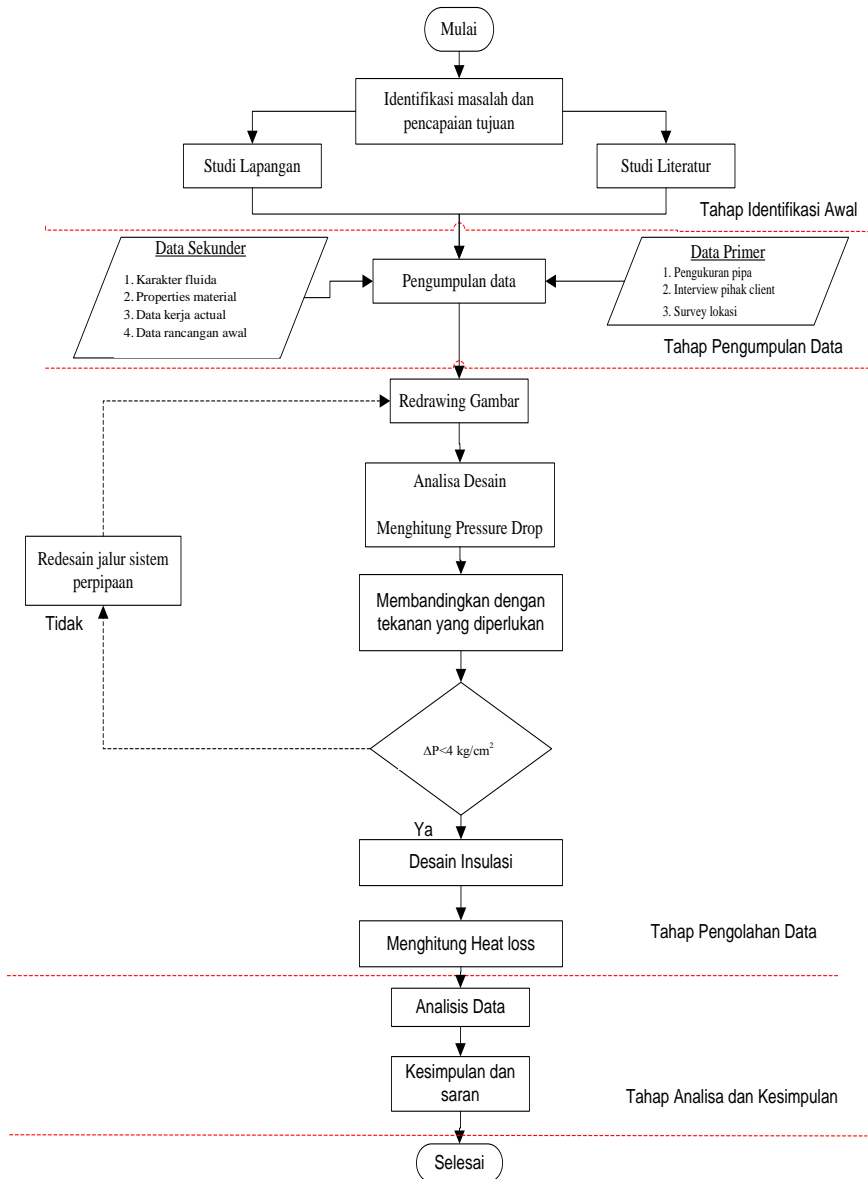 Mulai
Identifikasi masalah dan
pencapaian tujuan
Studi Lapangan
Studi Literatur
Tahap Identifikasi Awal
Data Sekunder
1. Karakter fluida
2. Properties material
3. Data kerja actual
4. Data rancangan awal
Pengumpulan data
Data Primer
1. Pengukuran pipa
2. Interview pihak client
3. Survey lokasi
Tahap Pengumpulan Data
Redrawing Gambar
Analisa Desain
Menghitung Pressure Drop
Redesain jalur sistem
perpipaan
Tidak
Membandingkan dengan
tekanan yang diperlukan
ΔP<4 kg/cm²
Ya
Desain Insulasi
Menghitung Heat loss
Tahap Pengolahan Data
Analisis Data
Kesimpulan dan
saran
Tahap Analisa dan Kesimpulan
Selesai